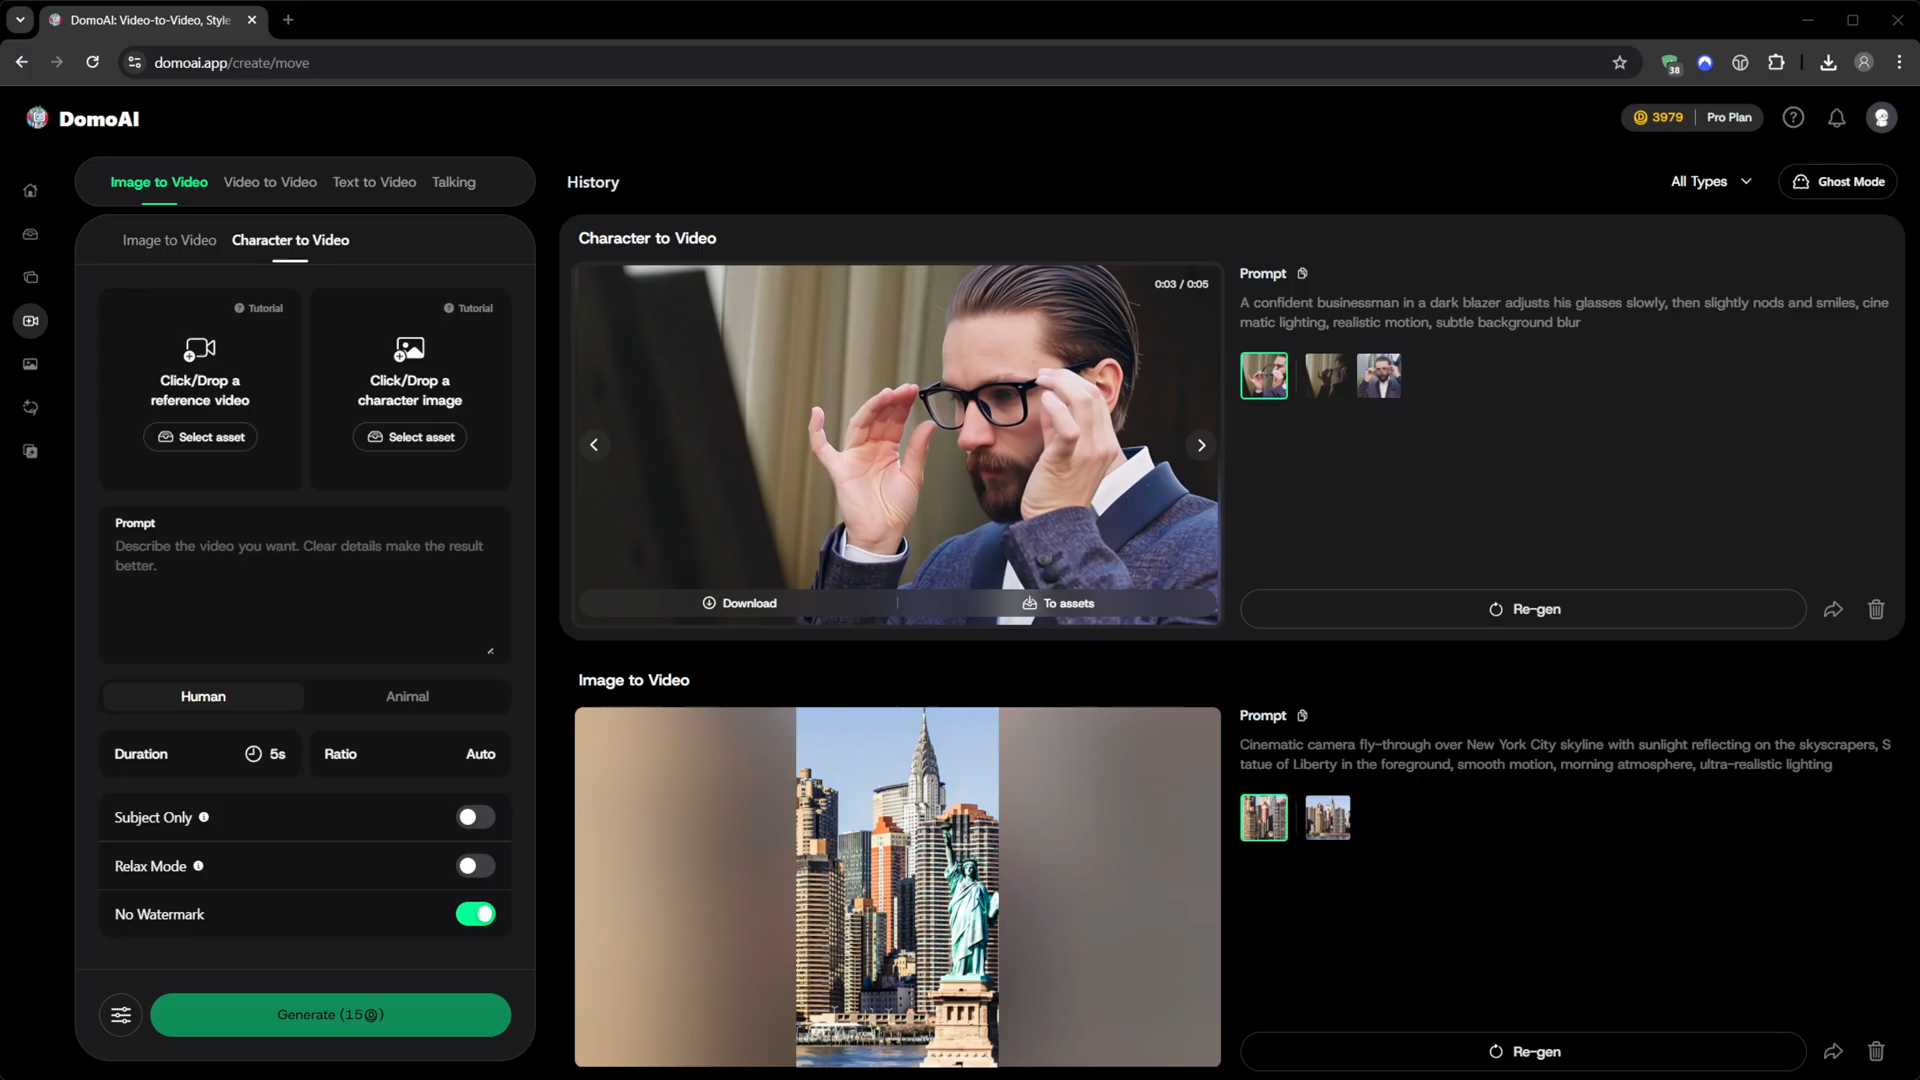 DomoAI: Video-to-Video, Style
domoai.app/create/move
38
DomoAI
3979
Pro Plan
Image to Video
Video to Video
Text to Video
Talking
History
All Types
Ghost Mode
Image to Video
Character to Video
Tutorial
Click/Drop a
reference video
Select asset
Tutorial
Click/Drop a
character image
Select asset
Prompt
Describe the video you want. Clear details make the result
better.
Human
Animal
Duration
5s
Ratio
Auto
Subject Only
Relax Mode
No Watermark
Generate (15)
Character to Video
0:03 / 0:05
Download
To assets
Prompt
A confident businessman in a dark blazer adjusts his glasses slowly, then slightly nods and smiles, cine
matic lighting, realistic motion, subtle background blur
Re-gen
Image to Video
Prompt
Cinematic camera fly-through over New York City skyline with sunlight reflecting on the skyscrapers, S
tatue of Liberty in the foreground, smooth motion, morning atmosphere, ultra-realistic lighting
Re-gen